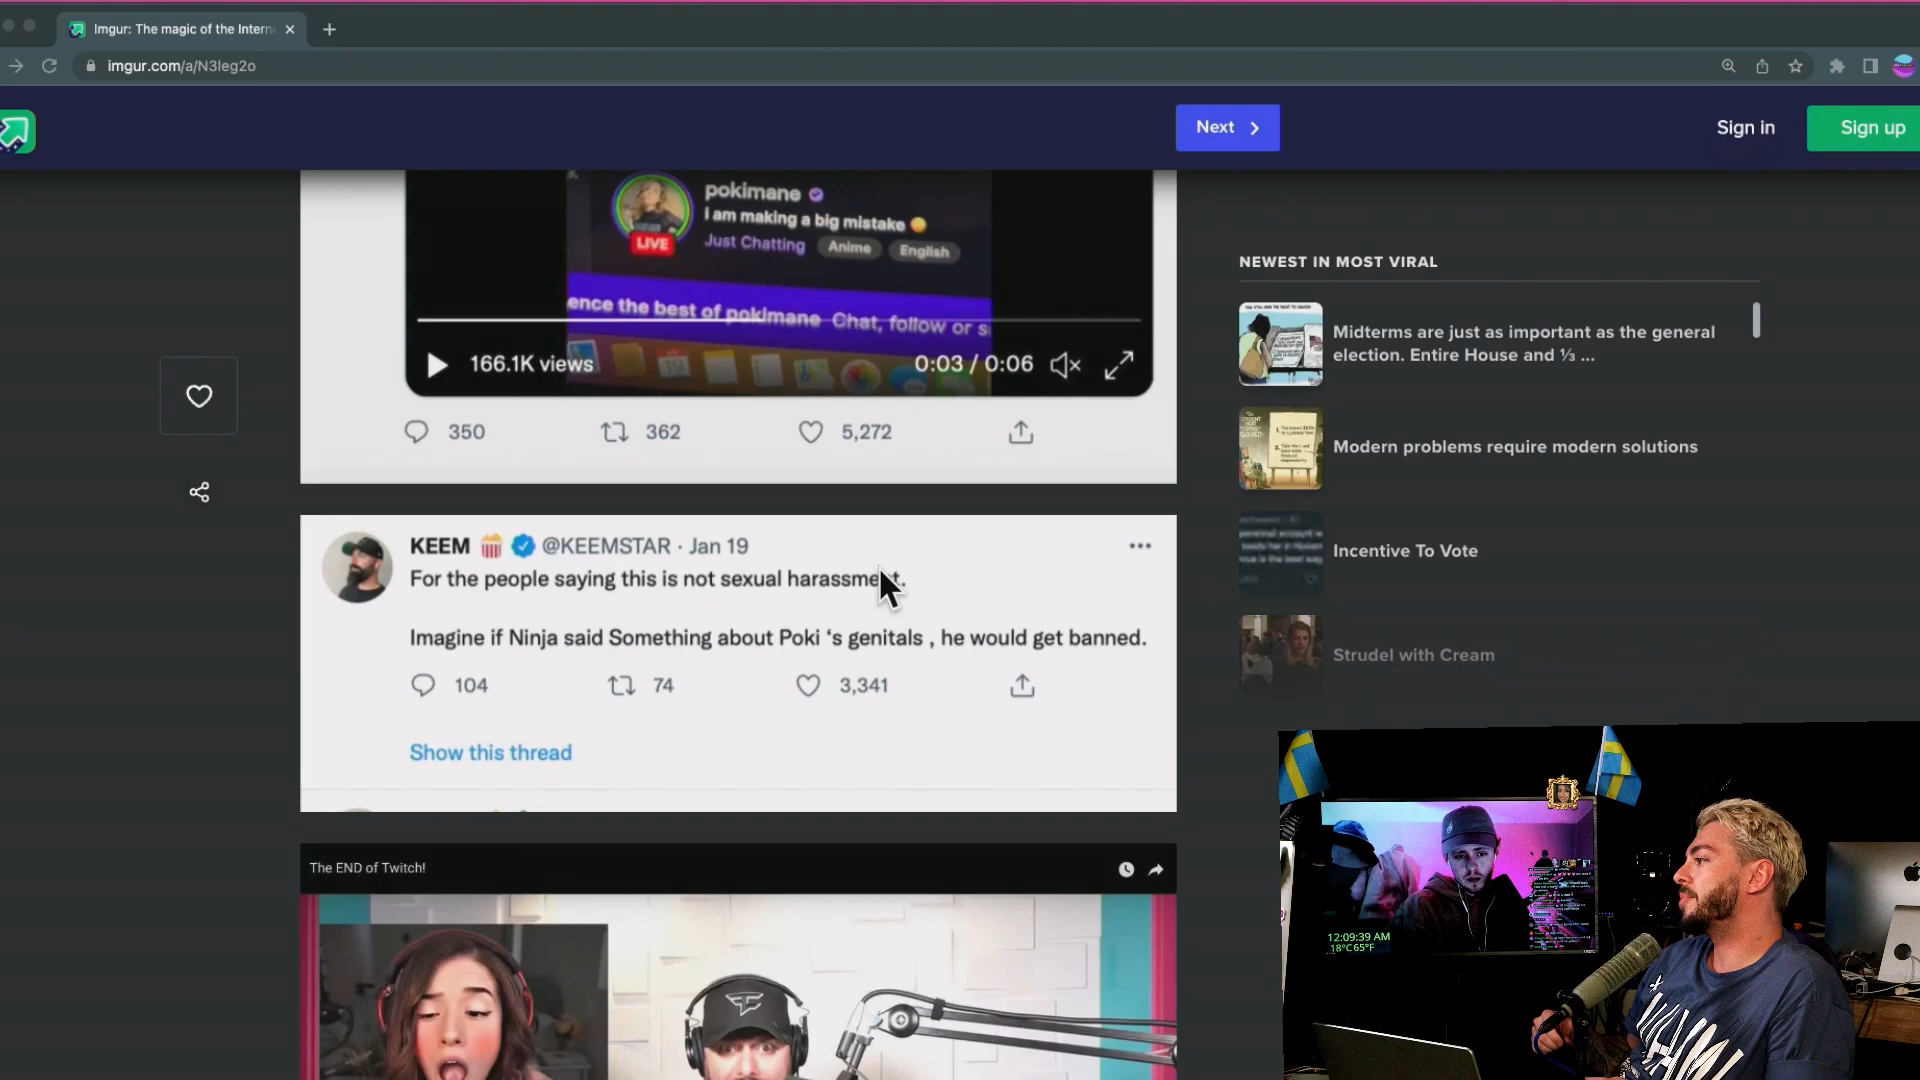 Imgur: The magic of the Intern
imgur.com/a/N3leg2o
Next
Sign in
Sign up
pokimane
i am making a big mistake
LIVE
Just Chatting
Anime
English
ence the best of pokimane Chat, follow or s
166.1K views
0:03 / 0:06
350
362
5,272
KEEM @KEEMSTAR · Jan 19
For the people saying this is not sexual harassment.
Imagine if Ninja said Something about Poki ‘s genitals , he would get banned.
104
74
3,341
Show this thread
The END of Twitch!
NEWEST IN MOST VIRAL
Midterms are just as important as the general
election. Entire House and ⅓ ...
Modern problems require modern solutions
Incentive To Vote
Strudel with Cream
12:09:39 AM
18°C 65°F